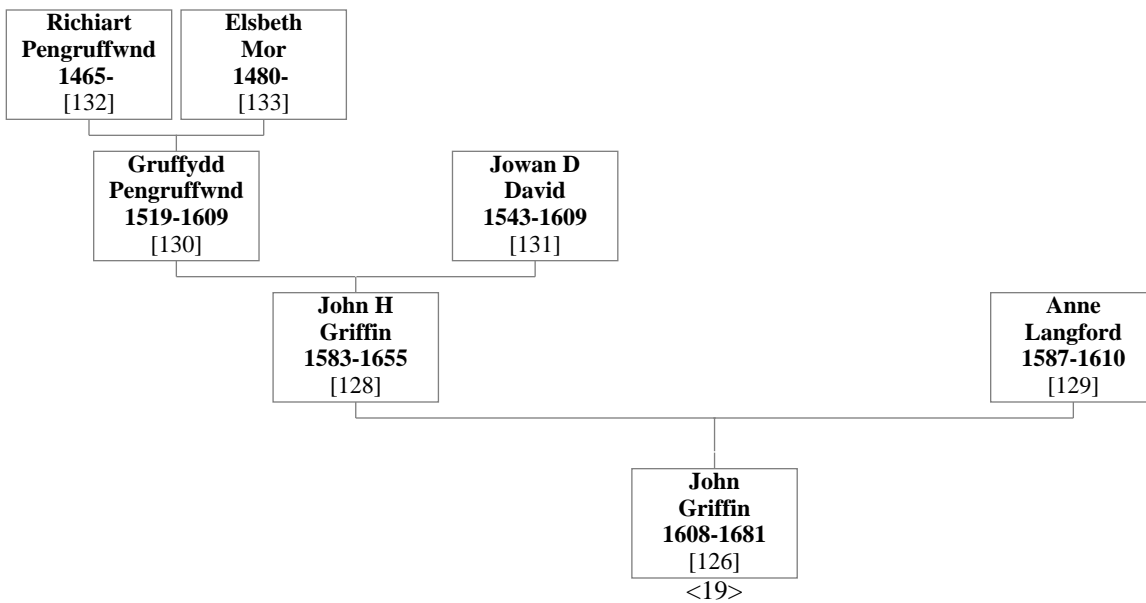 Richiart
Pengruffwnd
1465-
[132]
Elsbeth
Mor
1480-
[133]
Gruffydd
Pengruffwnd
1519-1609
[130]
Jowan D
David
1543-1609
[131]
John H
Griffin
1583-1655
[128]
Anne
Langford
1587-1610
[129]
John
Griffin
1608-1681
[126]
<19>